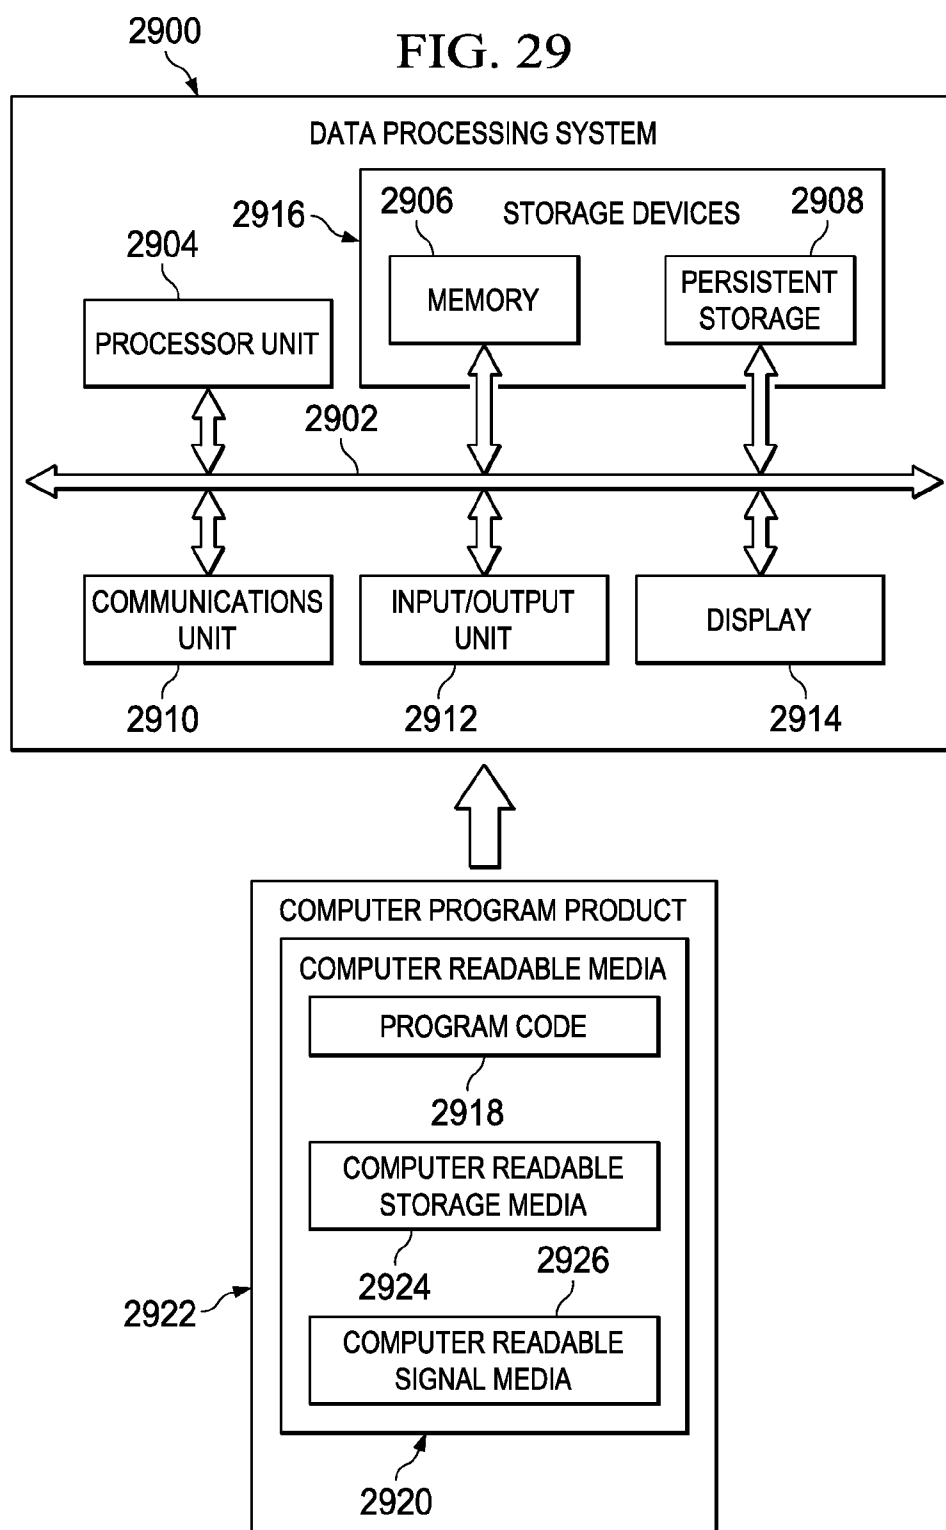 2900
FIG. 29
DATA PROCESSING SYSTEM
2916
2906
STORAGE DEVICES
2908
2904
MEMORY
PERSISTENT
STORAGE
PROCESSOR UNIT
2902
COMMUNICATIONS
UNIT
INPUT/OUTPUT
UNIT
DISPLAY
2910
2912
2914
COMPUTER PROGRAM PRODUCT
COMPUTER READABLE MEDIA
PROGRAM CODE
2918
COMPUTER READABLE
STORAGE MEDIA
2924
2926
2922
COMPUTER READABLE
SIGNAL MEDIA
2920